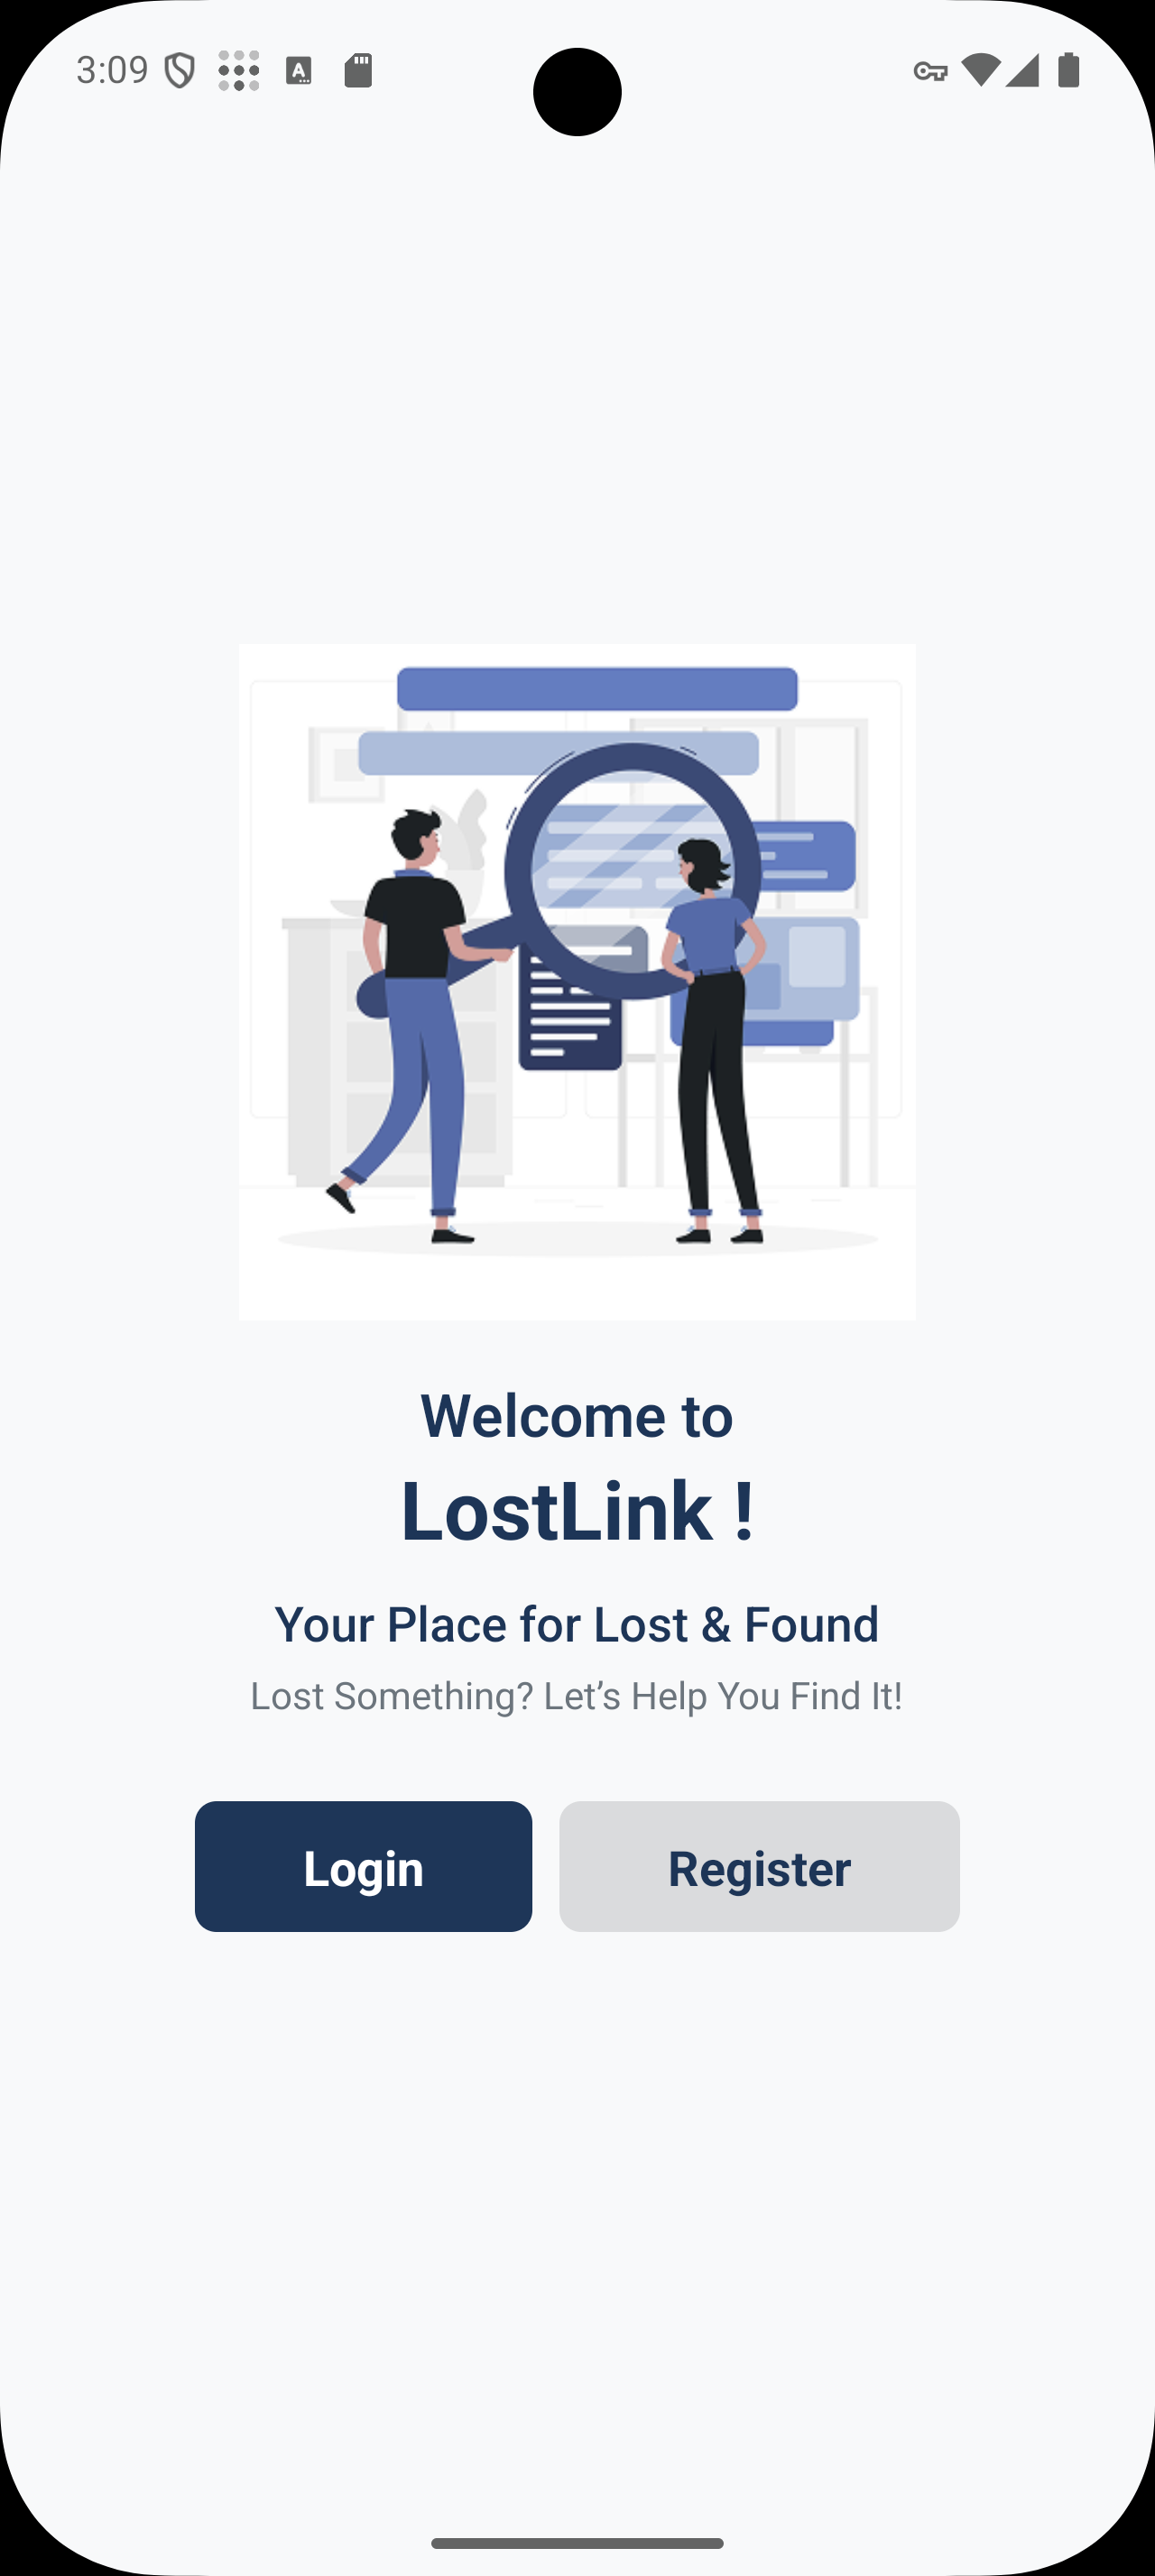 3:09
Welcome to
LostLink !
Your Place for Lost & Found
Lost Something? Let’s Help You Find It!
Login
Register